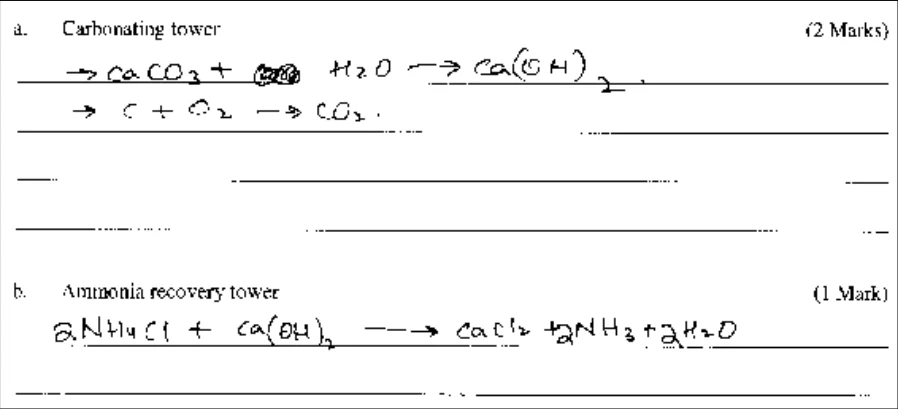 a. Carbonating tower (2 Marks)
→ CaCO3 + H2O → Ca(OH)2.
→ C + O2 → CO2.
b. Ammonia recovery tower (1 Mark)
2NH4Cl + Ca(OH)2 → CaCl2 + 2NH3 + 2H2O